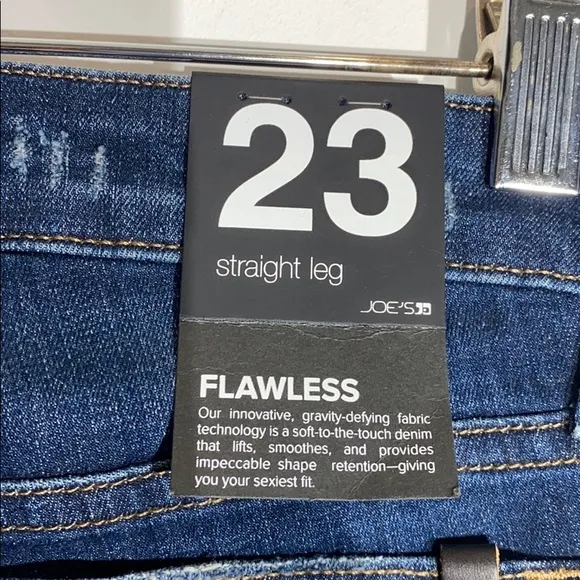 23
straight leg
JOE'S
FLAWLESS
Our innovative, gravity-defying fabric
technology is a soft-to-the-touch denim
that lifts, smoothes, and provides
impeccable shape retention—giving
you your sexiest fit.